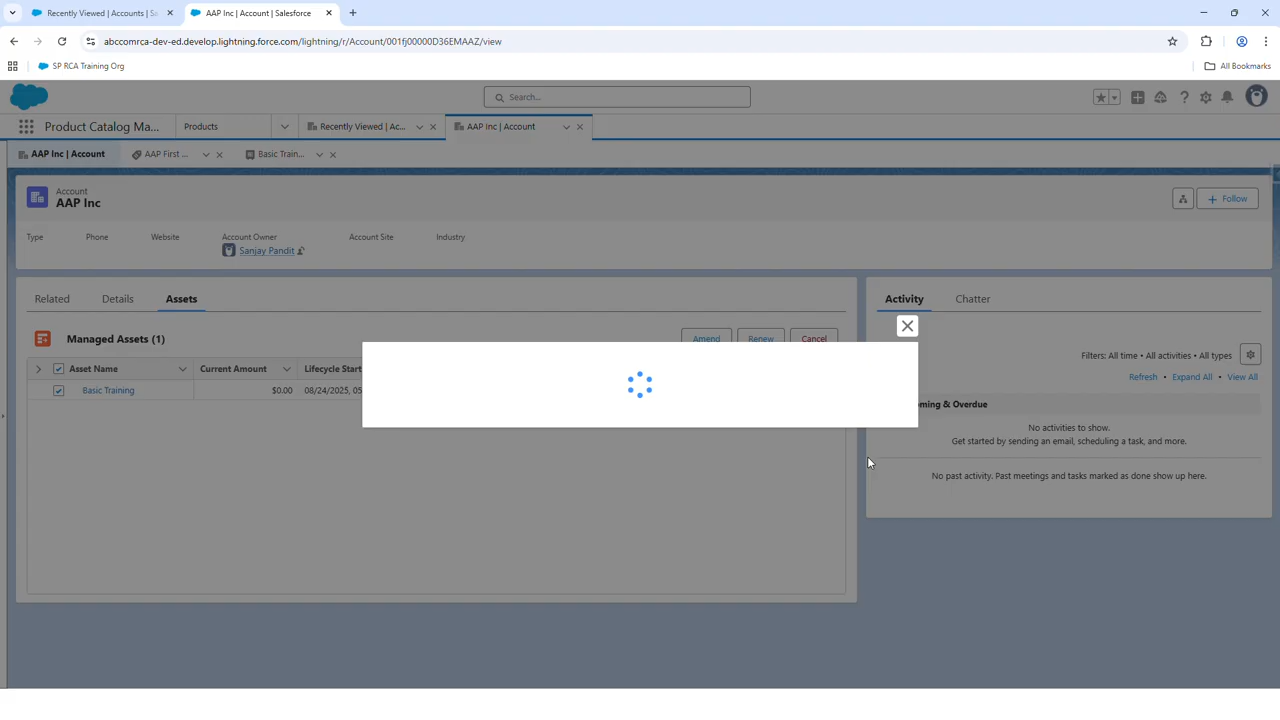 Recently Viewed | Accounts | Sa
AAP Inc | Account | Salesforce
abccomrca-dev-ed.develop.lightning.force.com/lightning/r/Account/001fj00000D36EMAAZ/view
SP RCA Training Org
All Bookmarks
Search...
Product Catalog Ma...
Products
Recently Viewed | Ac...
AAP Inc | Account
AAP Inc | Account
AAP First ...
Basic Train...
Account
AAP Inc
Follow
Type
Phone
Website
Account Owner
Account Site
Industry
Sanjay Pandit
Related
Details
Assets
Activity
Chatter
Managed Assets (1)
Amend
Renew
Cancel
Filters: All time • All activities • All types
Asset Name
Current Amount
Lifecycle Start
Refresh • Expand All • View All
Basic Training
$0.00
08/24/2025, 05
ming & Overdue
No activities to show.
Get started by sending an email, scheduling a task, and more.
No past activity. Past meetings and tasks marked as done show up here.